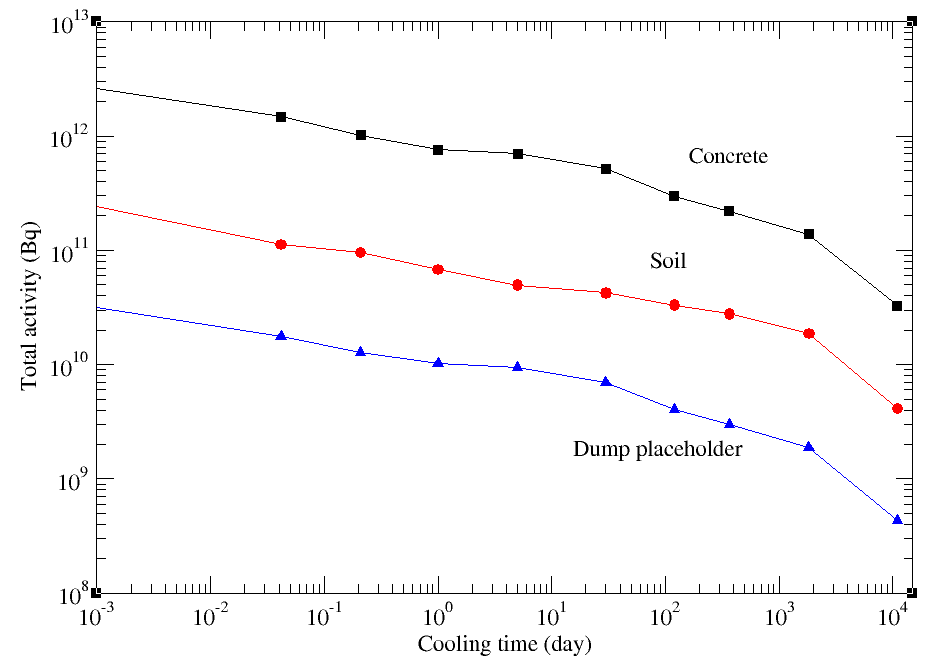 10^13
10^12
10^11
10^10
10^9
10^8
Total activity (Bq)
Concrete
Soil
Dump placeholder
10^-3 10^-2 10^-1 10^0 10^1 10^2 10^3 10^4
Cooling time (day)